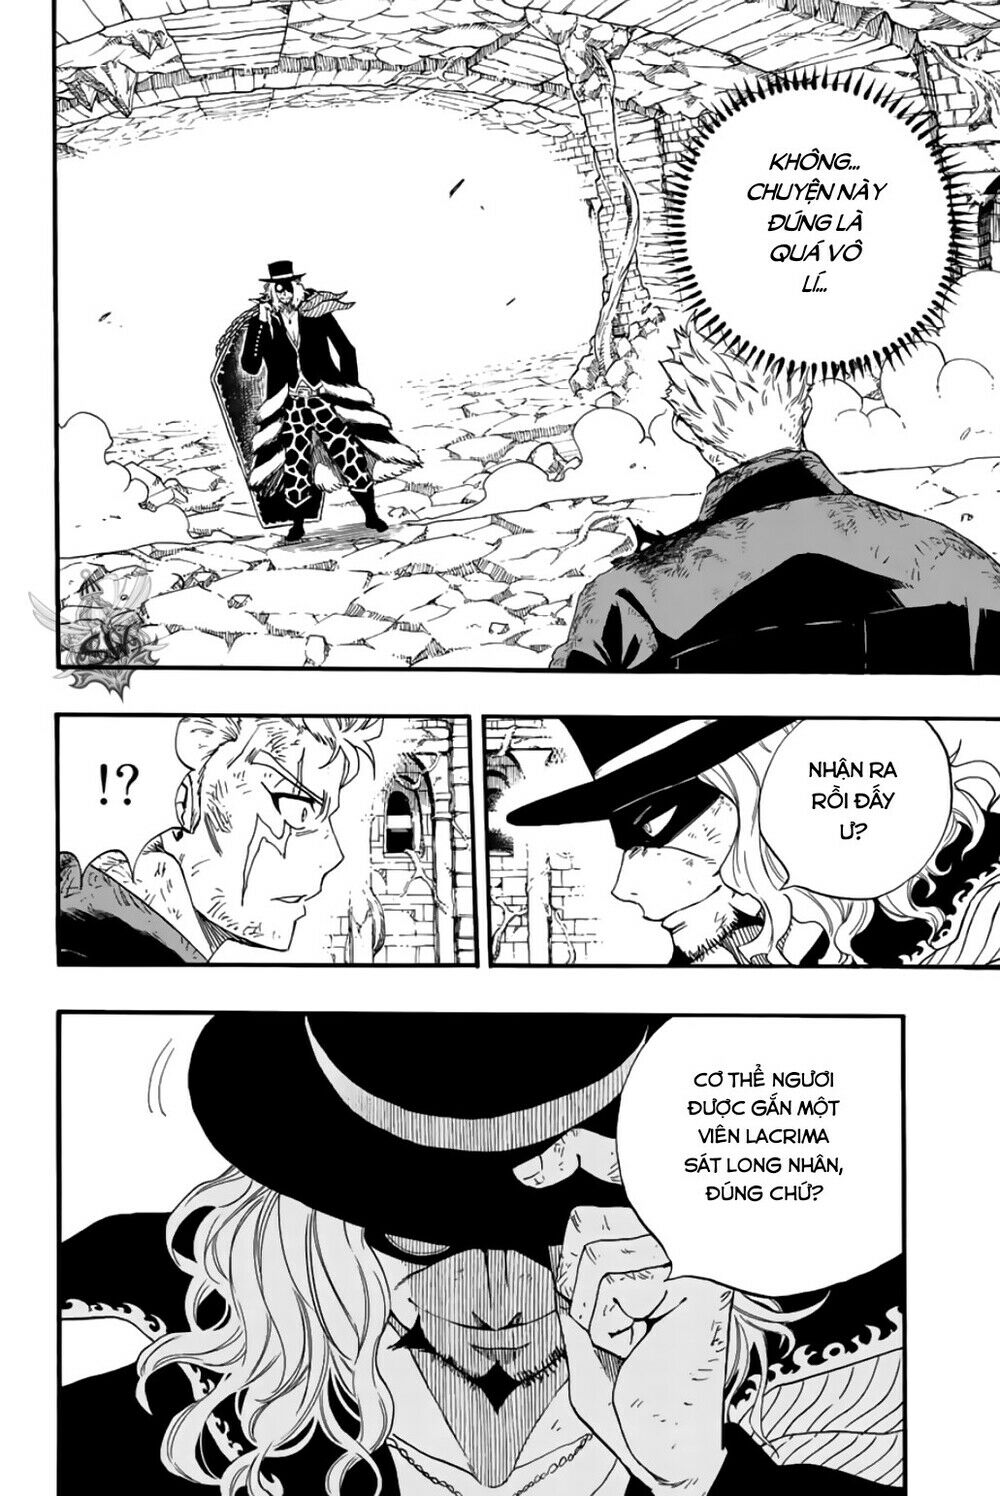 KHÔNG...
CHUYỆN NÀY
ĐÚNG LÀ
QUÁ VÔ
LÍ...
!?
NHẬN RA
RỒI ĐẤY
Ư?
CƠ THỂ NGƯƠI
ĐƯỢC GẮN MỘT
VIÊN LACRIMA
SÁT LONG NHÂN,
ĐÚNG CHỨ?